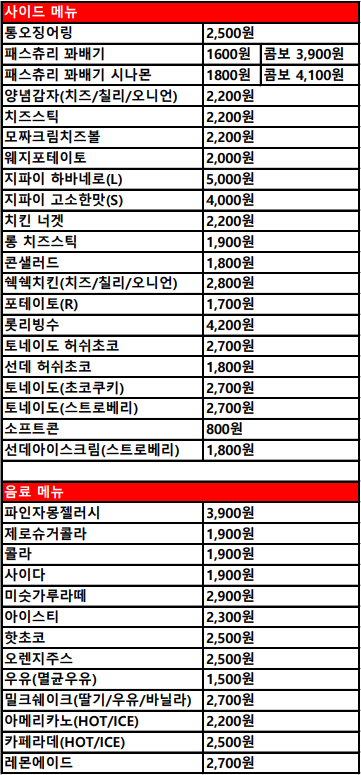 사이드 메뉴
통오징어링 2,500원
패스츄리 꽈배기 1600원 콤보 3,900원
패스츄리 꽈배기 시나몬 1800원 콤보 4,100원
양념감자(치즈/칠리/오니언) 2,200원
치즈스틱 2,200원
모짜크림치즈볼 2,200원
웨지포테이토 2,000원
지파이 하바네로(L) 5,000원
지파이 고소한맛(S) 4,000원
치킨 너겟 2,200원
롱 치즈스틱 1,900원
콘샐러드 1,800원
쉑쉑치킨(치즈/칠리/오니언) 2,800원
포테이토(R) 1,700원
롯리빙수 4,200원
토네이도 허쉬초코 2,700원
선데 허쉬초코 1,800원
토네이도(초코쿠키) 2,700원
토네이도(스트로베리) 2,700원
소프트콘 800원
선데아이스크림(스트로베리) 1,800원
음료 메뉴
파인자몽젤러시 3,900원
제로슈거콜라 1,900원
콜라 1,900원
사이다 1,900원
미숫가루라떼 2,900원
아이스티 2,300원
핫초코 2,500원
오렌지주스 2,500원
우유(멸균우유) 1,500원
밀크쉐이크(딸기/우유/바닐라) 2,700원
아메리카노(HOT/ICE) 2,200원
카페라데(HOT/ICE) 2,500원
레몬에이드 2,700원